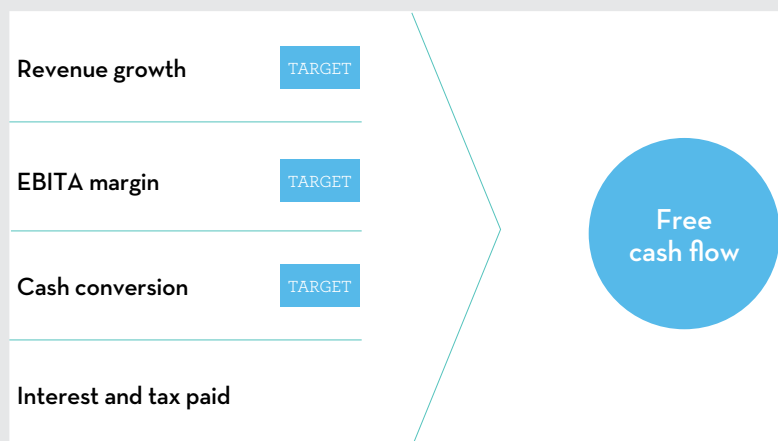 Revenue growth
TARGET
EBITA margin
TARGET
Cash conversion
TARGET
Interest and tax paid
Free
cash flow